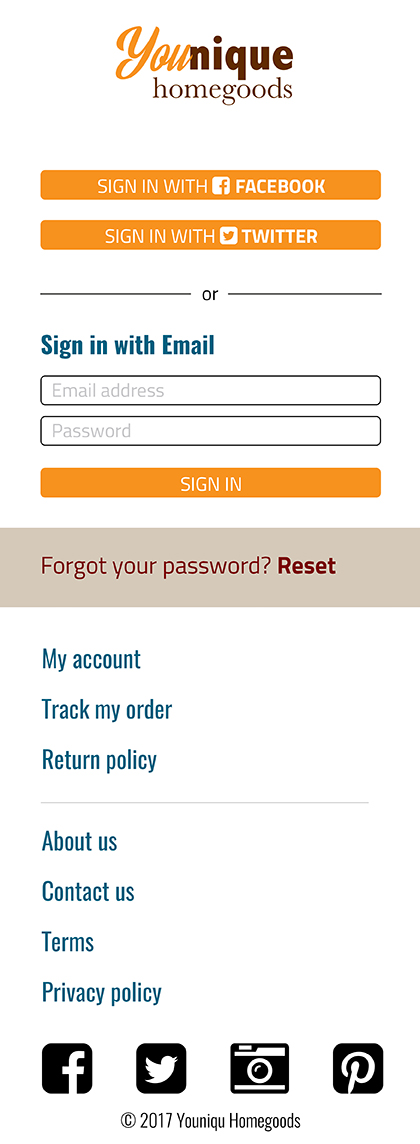 Younique
homegoods
SIGN IN WITH FACEBOOK
SIGN IN WITH TWITTER
or
Sign in with Email
Email address
Password
SIGN IN
Forgot your password? Reset
My account
Track my order
Return policy
About us
Contact us
Terms
Privacy policy
© 2017 Youniqu Homegoods